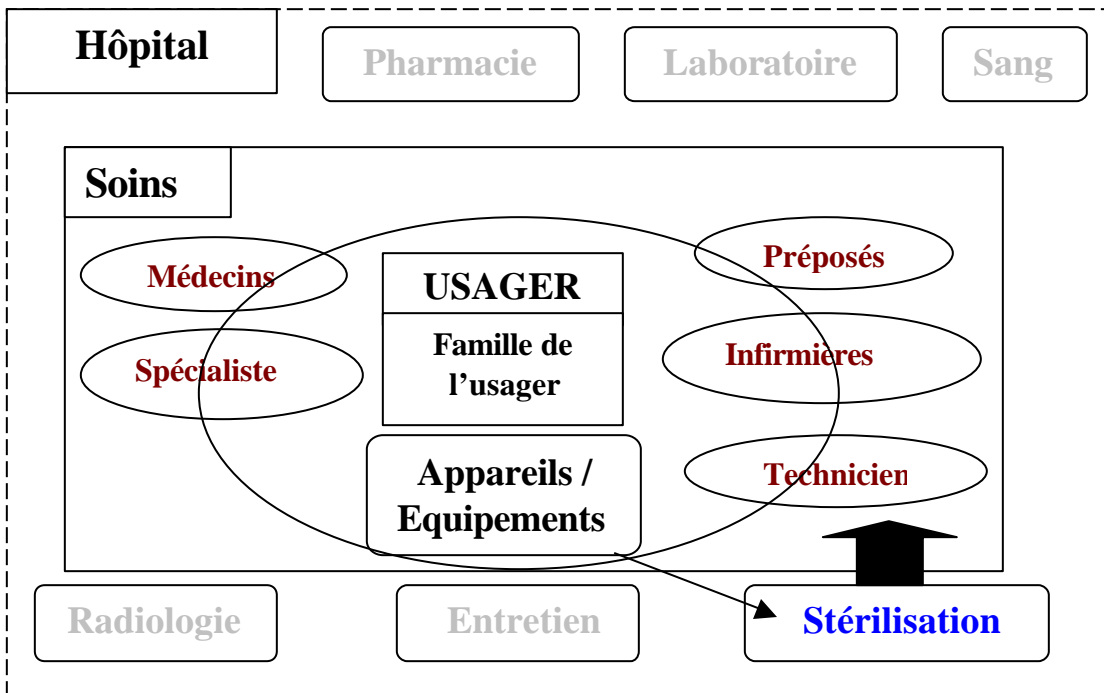 Hôpital
Pharmacie
Laboratoire
Sang
Soins
Médecins
USAGER
Préposés
Spécialiste
Famille de
l’usager
Infirmières
Appareils /
Equipements
Technicien
Radiologie
Entretien
Stérilisation